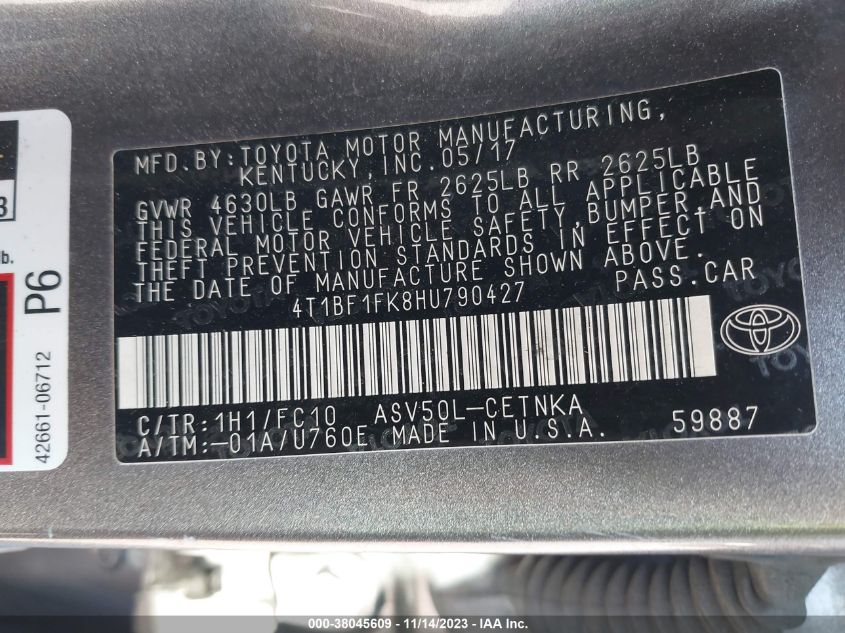 MFD.BY:TOYOTA MOTOR MANUFACTURING,
KENTUCKY, INC.05/17
GVWR 4630LB GAWR FR 2625LB RR 2625LB
THIS VEHICLE CONFORMS TO ALL APPLICABLE
FEDERAL MOTOR VEHICLE SAFETY,BUMPER,AND
THEFT PREVENTION STANDARDS IN EFFECT ON
THE DATE OF MANUFACTURE SHOWN ABOVE.
4T1BF1FK8HU790427 PASS.CAR
C/TR:1H1/FC10 ASV50L-CETNKA
A/TM:-01A/U760E MADE IN U.S.A. 59887
3
lb.
P6
42661-06712
000-38045609 - 11/14/2023 - IAA Inc.